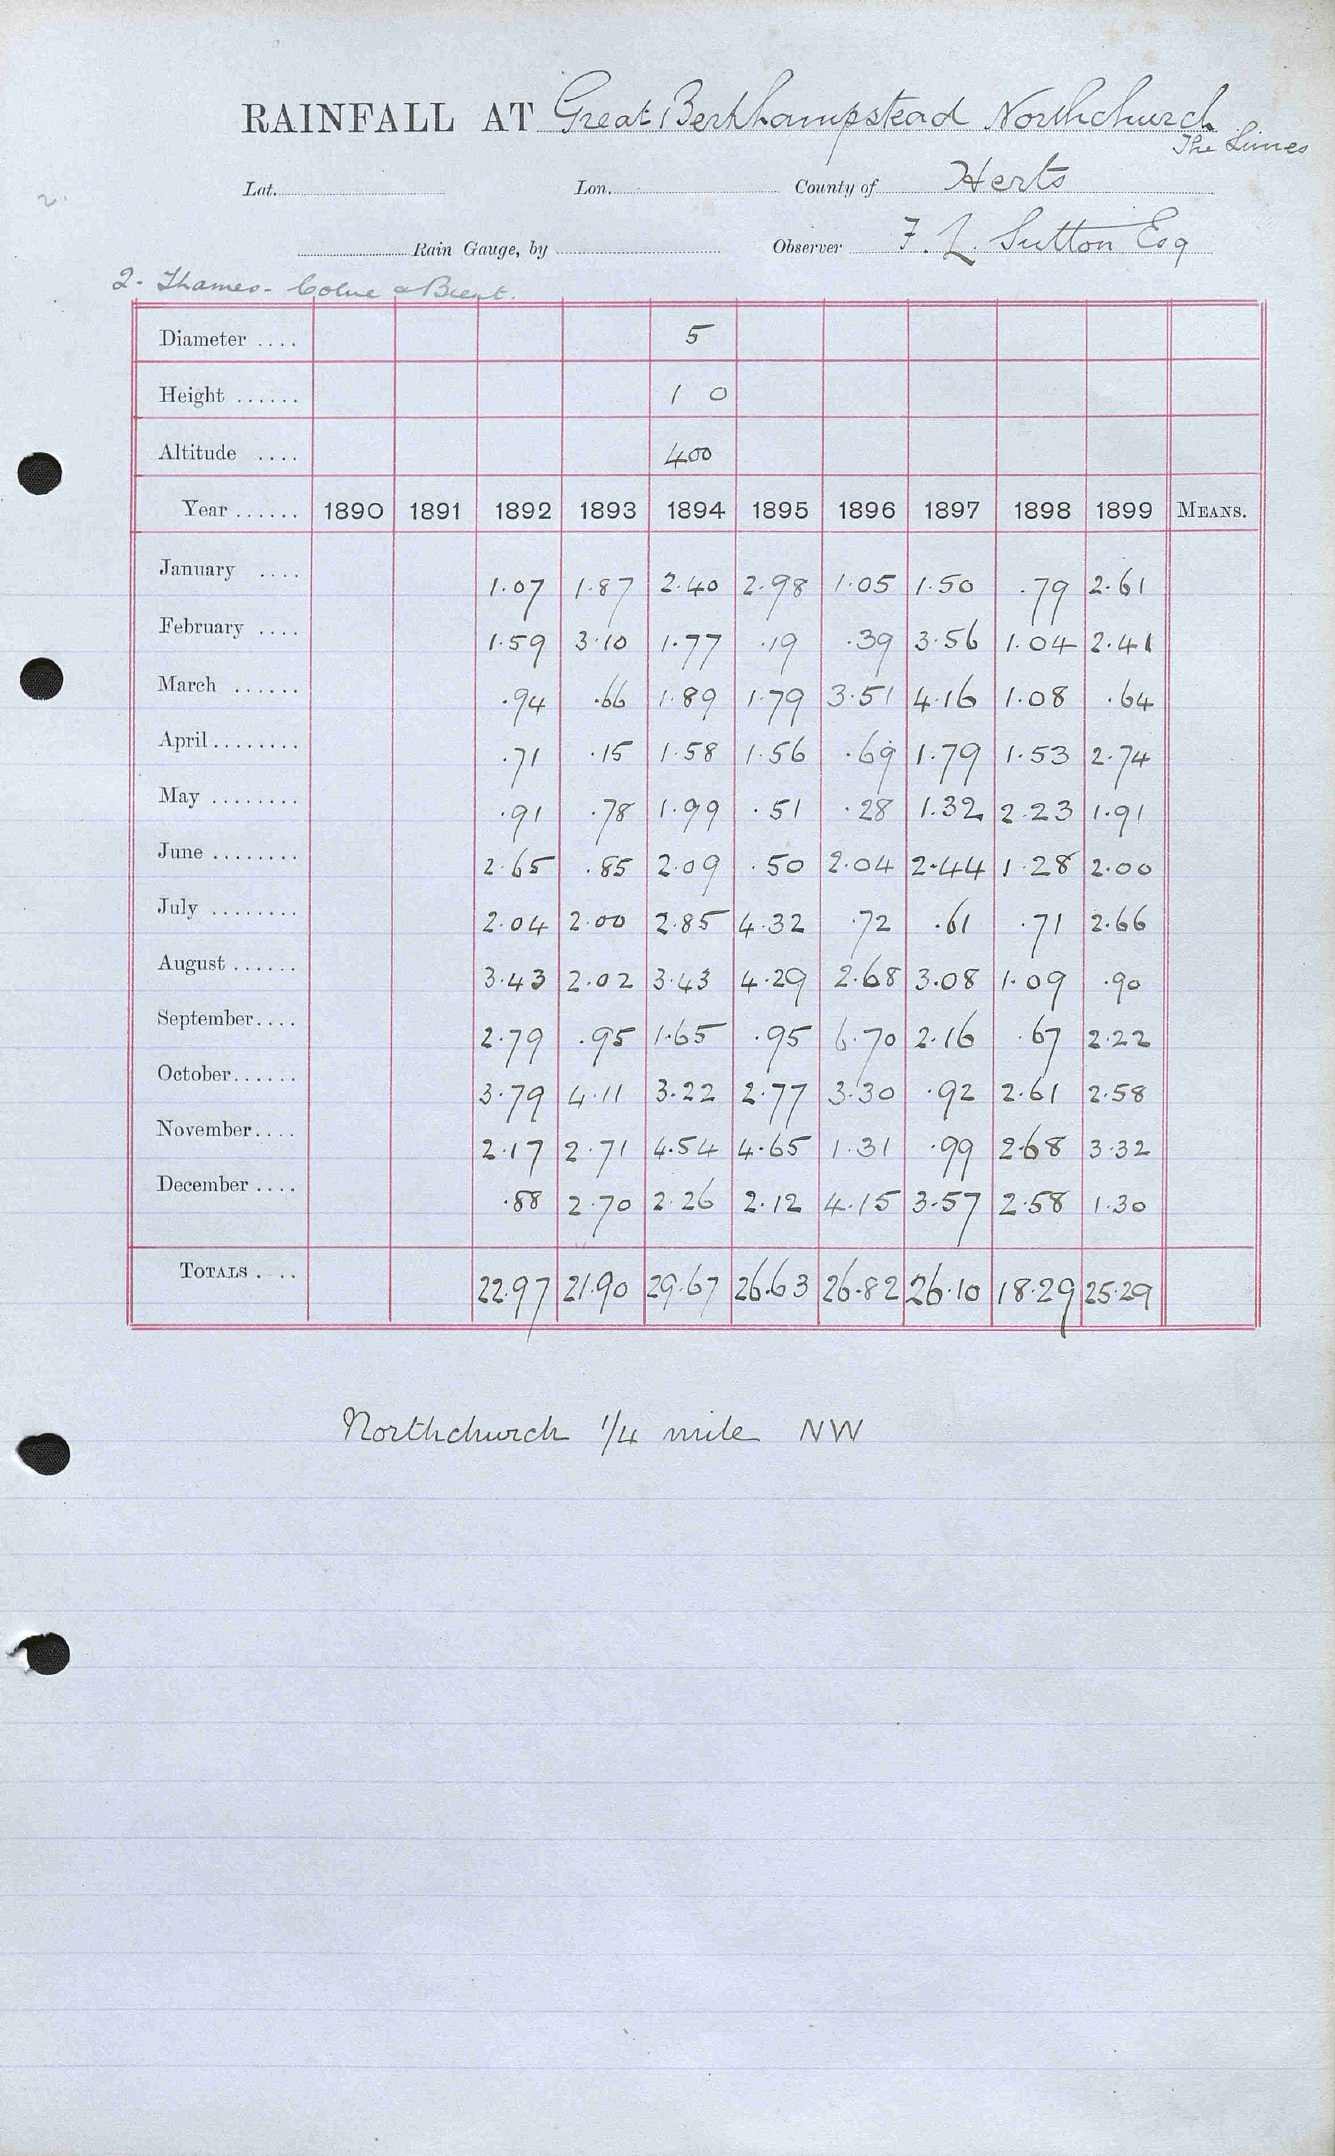 RAINFALL AT Great Berkhampstead Northchurch
The Limes
Lat. Lon. County of Herts
2.
Rain Gauge, by Observer F. L. Sutton Esq
2. Thames. Colne & Brent.
Diameter .... 5
Height ...... 1 0
Altitude .... 400
Year ...... 1890 1891 1892 1893 1894 1895 1896 1897 1898 1899 MEANS.
January .... 1.07 1.87 2.40 2.98 1.05 1.50 .79 2.61
February .... 1.59 3.10 1.77 .19 .39 3.56 1.04 2.41
March ...... .94 .66 1.89 1.79 3.51 4.16 1.08 .64
April ........ .71 .15 1.58 1.56 .69 1.79 1.53 2.74
May ........ .91 .78 1.99 .51 .28 1.32 2.23 1.91
June ........ 2.65 .85 2.09 .50 2.04 2.44 1.28 2.00
July ........ 2.04 2.00 2.85 4.32 .72 .61 .71 2.66
August ...... 3.43 2.02 3.43 4.29 2.68 3.08 1.09 .90
September.... 2.79 .95 1.65 .95 6.70 2.16 .67 2.22
October...... 3.79 4.11 3.22 2.77 3.30 .92 2.61 2.58
November.... 2.17 2.71 4.54 4.65 1.31 .99 2.68 3.32
December .... .88 2.70 2.26 2.12 4.15 3.57 2.58 1.30
TOTALS .... 22.97 21.90 29.67 26.63 26.82 26.10 18.29 25.29
Northchurch 1/4 mile NW